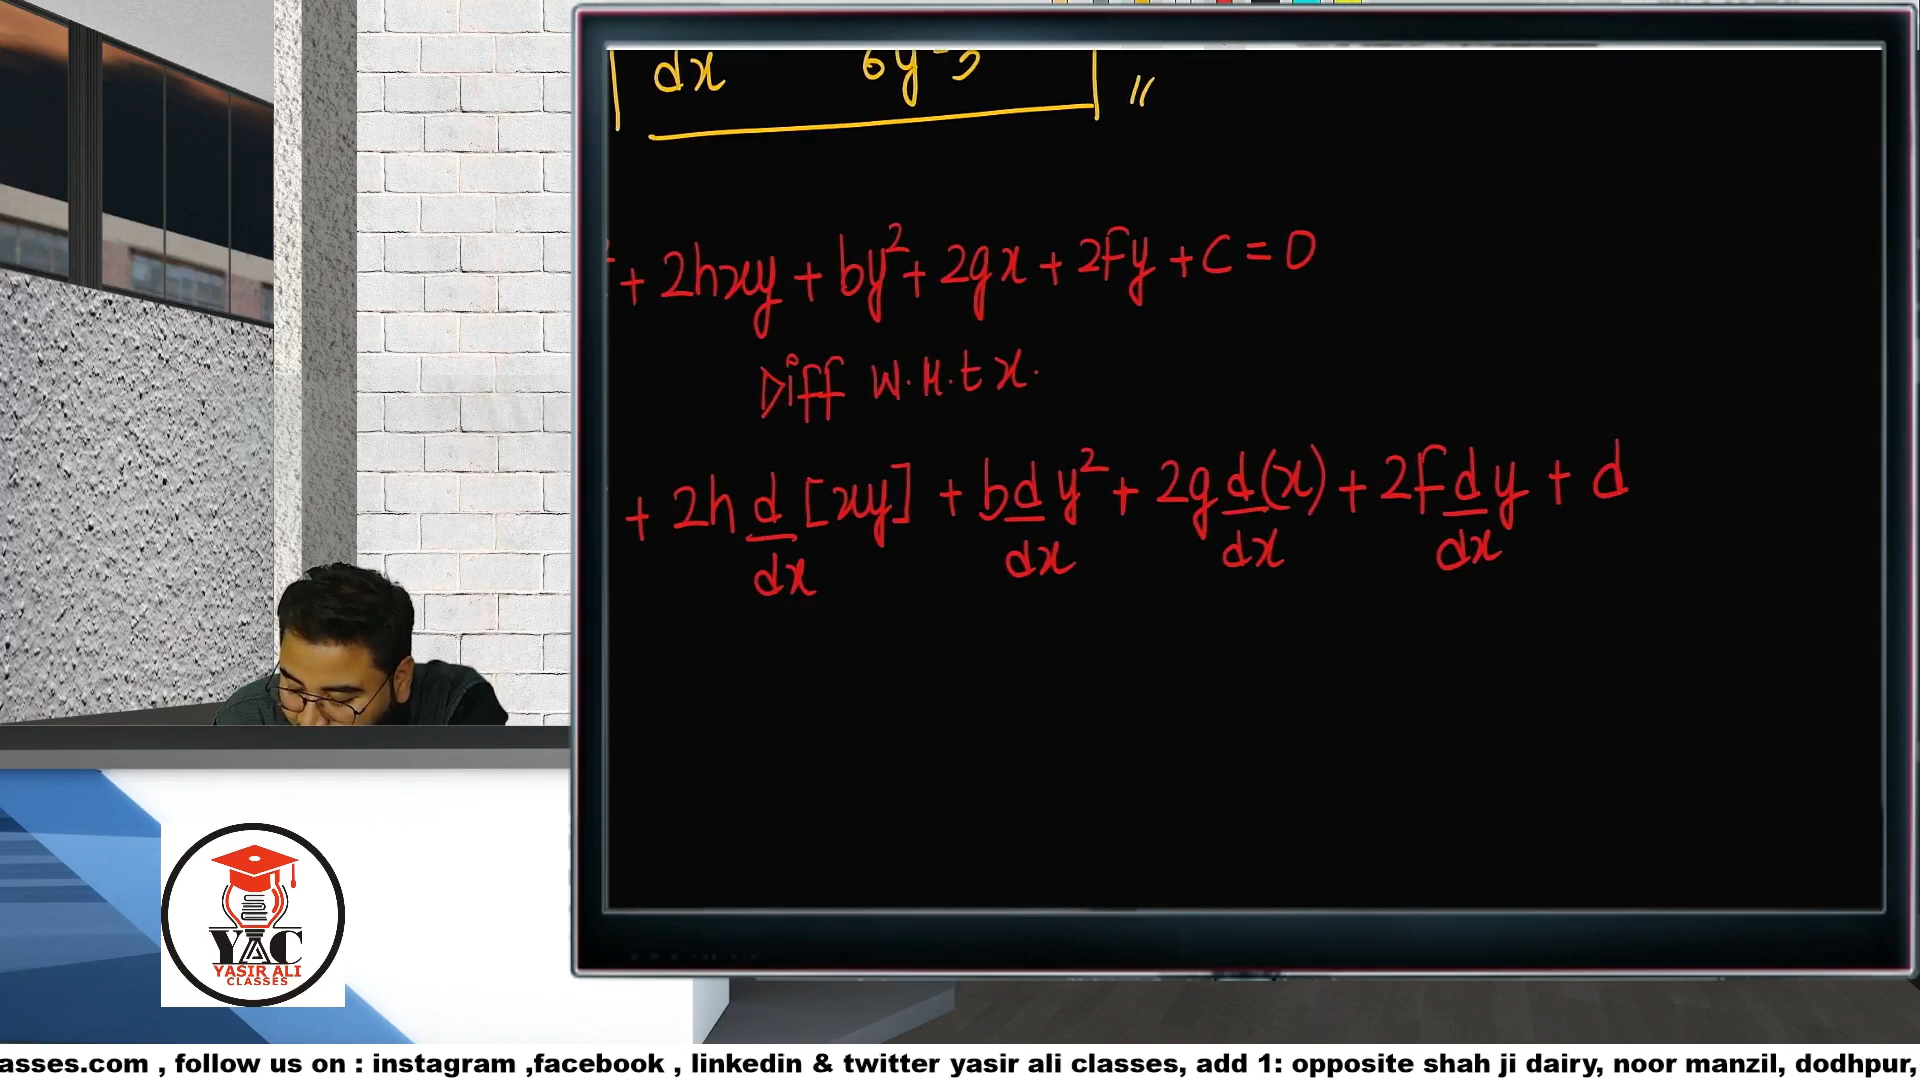 dx 6y-5
"
+ 2hxy + by² + 2gx + 2fy + C = 0
Diff w.r.t x.
+ 2h d/dx [xy] + b d/dx y² + 2g d/dx (x) + 2f d/dx y + d
YAC
YASIR ALI
CLASSES
asses.com , follow us on : instagram ,facebook , linkedin & twitter yasir ali classes, add 1: opposite shah ji dairy, noor manzil, dodhpur,